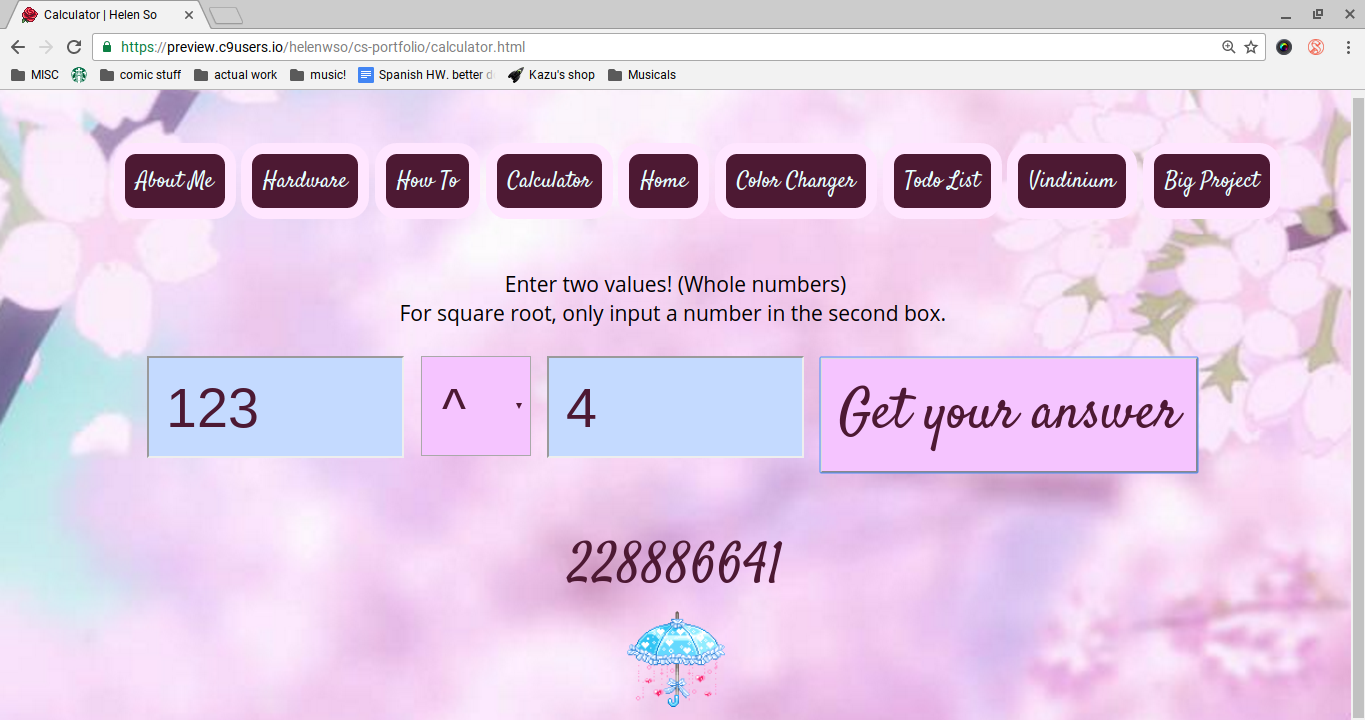 Calculator | Helen So
https://preview.c9users.io/helenwso/cs-portfolio/calculator.html
MISC comic stuff actual work music! Spanish HW. better d Kazu's shop Musicals
About Me Hardware How To Calculator Home Color Changer Todo List Vindinium Big Project
Enter two values! (Whole numbers)
For square root, only input a number in the second box.
123 ^ 4 Get your answer
228886641